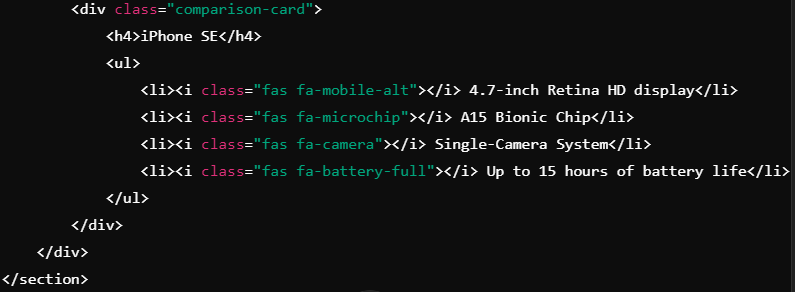 <div class="comparison-card">
<h4>iPhone SE</h4>
<ul>
<li><i class="fas fa-mobile-alt"></i> 4.7-inch Retina HD display</li>
<li><i class="fas fa-microchip"></i> A15 Bionic Chip</li>
<li><i class="fas fa-camera"></i> Single-Camera System</li>
<li><i class="fas fa-battery-full"></i> Up to 15 hours of battery life</li>
</ul>
</div>
</div>
</section>